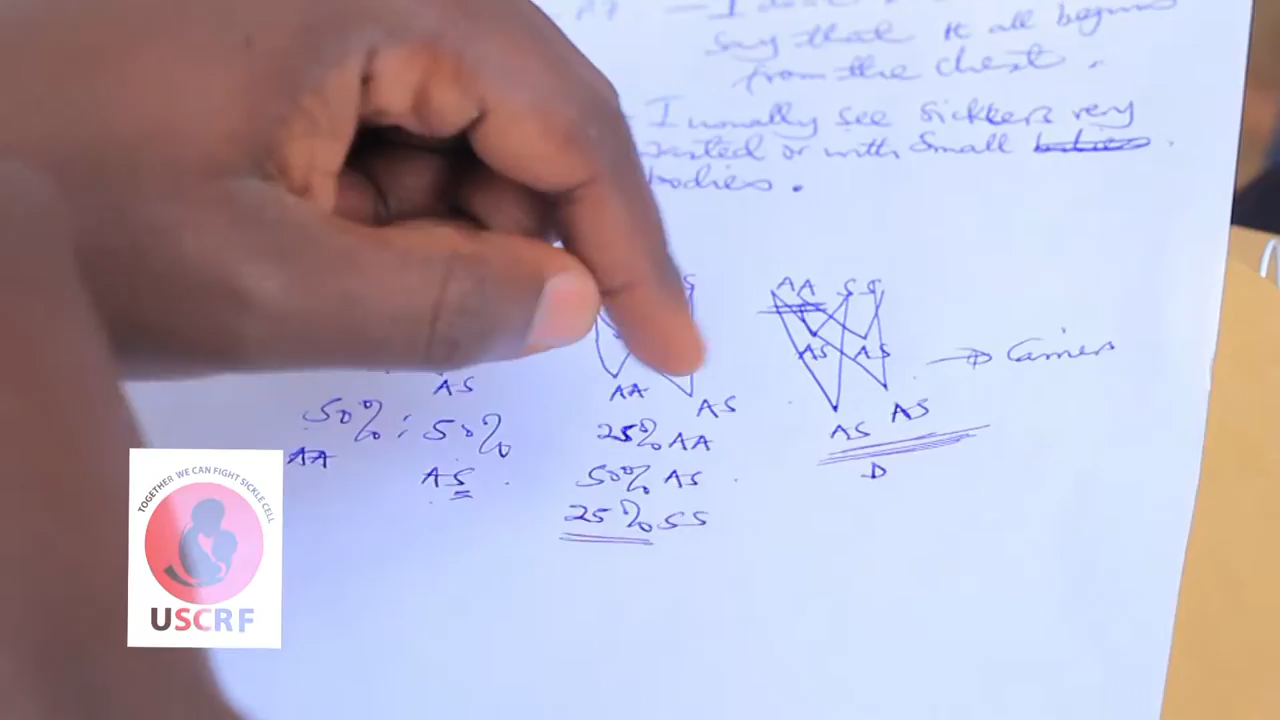 say that it all begins
from the chest.
I usually see sicklers very
wasted or with small bodies.
bodies.
S
AA SS
AS AS → Carriers
AS
AA
AS
AS AS
50% : 50%
AA
AS
25% AA
50% AS
25% SS
D
TOGETHER WE CAN FIGHT SICKLE CELL
USCRF